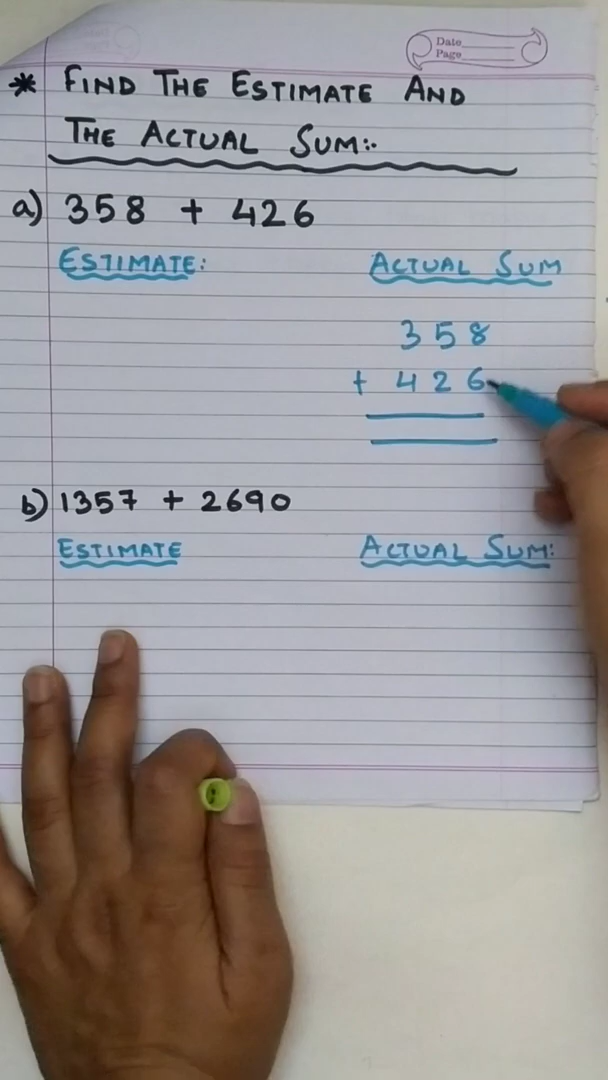 Date
Page
* FIND THE ESTIMATE AND
THE ACTUAL SUM:-
a) 358 + 426
ESTIMATE:
ACTUAL SUM
358
+ 426
b) 1357 + 2690
ESTIMATE
ACTUAL SUM: